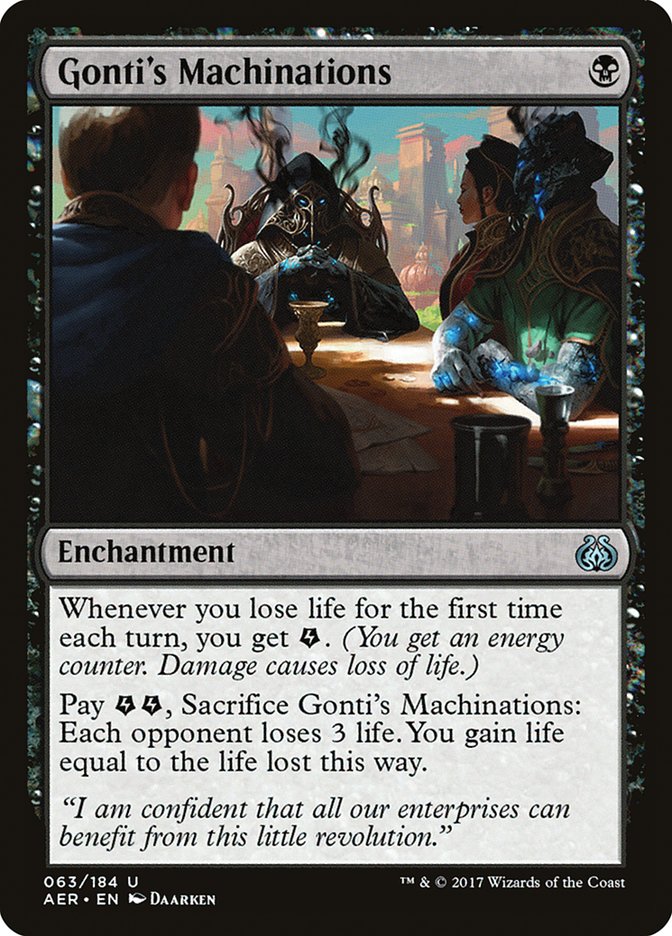 Gonti's Machinations
Enchantment
Whenever you lose life for the first time
each turn, you get . (You get an energy
counter. Damage causes loss of life.)
Pay , Sacrifice Gonti's Machinations:
Each opponent loses 3 life. You gain life
equal to the life lost this way.
“I am confident that all our enterprises can
benefit from this little revolution.”
063/184 U
™ & © 2017 Wizards of the Coast
AER • EN DAARKEN